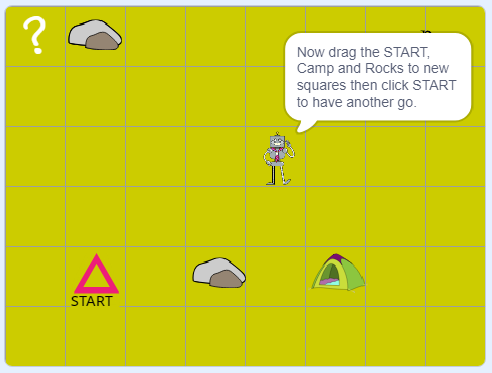 ?
Now drag the START,
Camp and Rocks to new
squares then click START
to have another go.
START